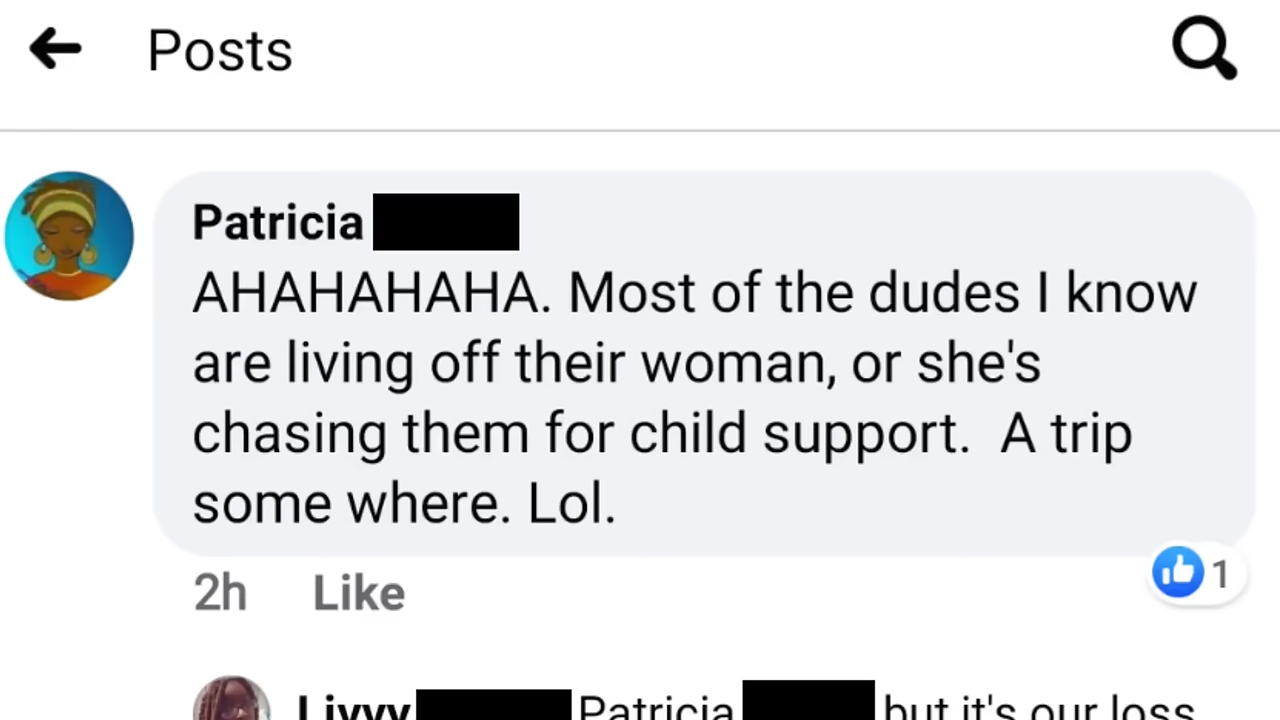 Posts
Patricia
AHAHAHAHA. Most of the dudes I know
are living off their woman, or she's
chasing them for child support.  A trip
some where. Lol.
2h Like 1
Livvy Patricia but it's our loss